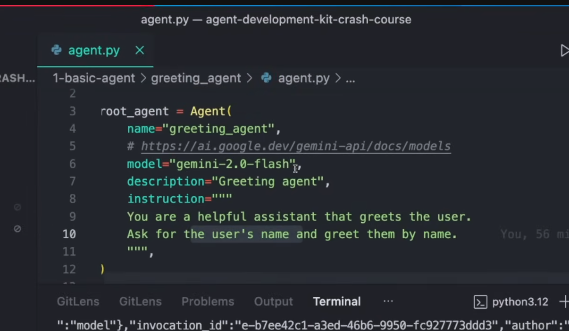 agent.py — agent-development-kit-crash-course
agent.py ×
RASH...
1-basic-agent > greeting_agent > agent.py > ...
2
3 root_agent = Agent(
4 name="greeting_agent",
5 # https://ai.google.dev/gemini-api/docs/models
6 model="gemini-2.0-flash",
7 description="Greeting agent",
8 instruction="""
9 You are a helpful assistant that greets the user.
10 Ask for the user's name and greet them by name. You, 56 mi
11 """,
12 )
GitLens GitLens Problems Output Terminal ... python3.12 +
":"model"},"invocation_id":"e-b7ee42c1-a3ed-46b6-9950-fc927773ddd3","author":"